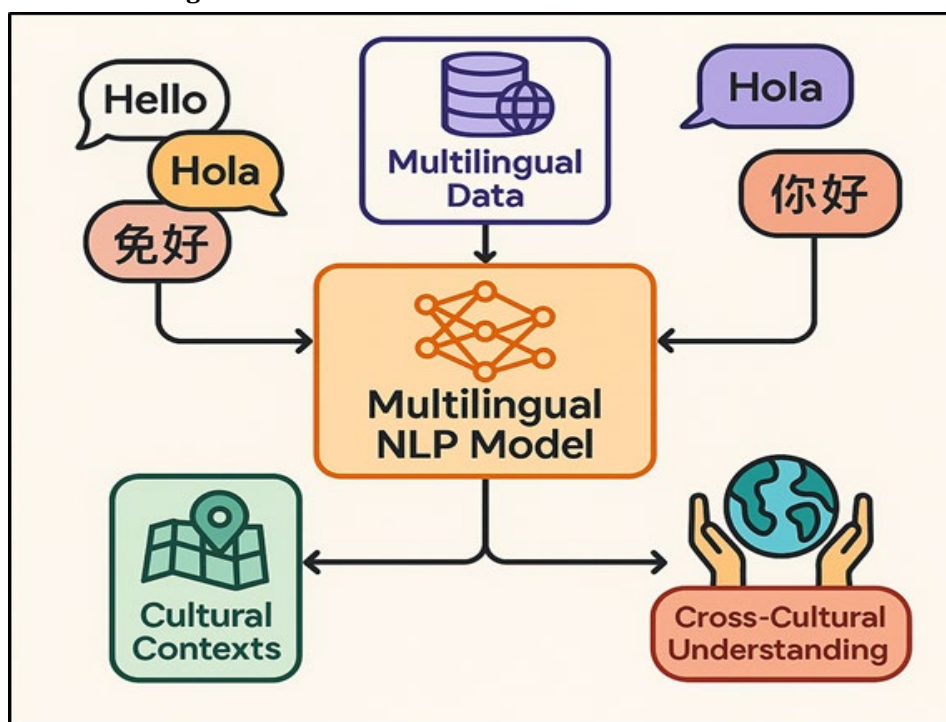 Hello
Hola
免好
Multilingual
Data
Hola
你好
Multilingual
NLP Model
Cultural
Contexts
Cross-Cultural
Understanding